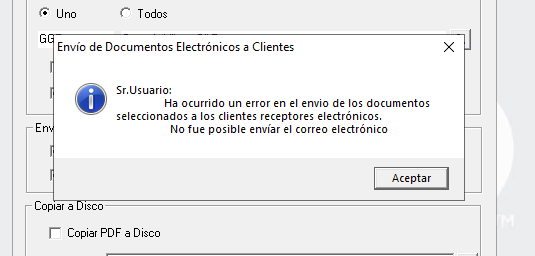 Uno Todos
GG
Envío de Documentos Electrónicos a Clientes
Sr.Usuario:
Ha ocurrido un error en el envio de los documentos
seleccionados a los clientes receptores electrónicos.
No fue posible envíar el correo electrónico
Aceptar
Env
Copiar a Disco
Copiar PDF a Disco